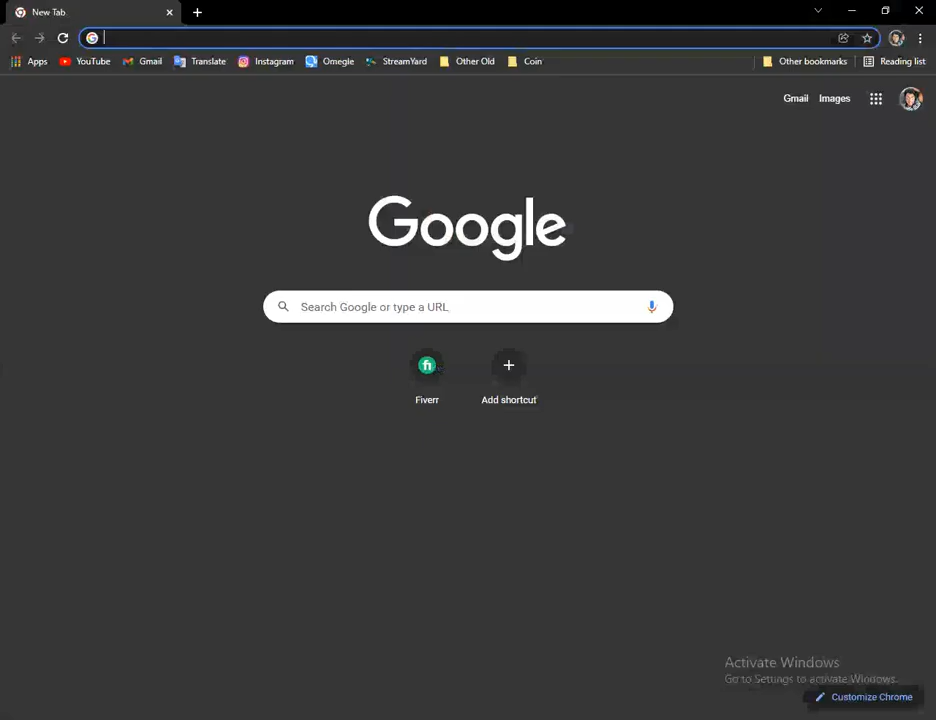 New Tab
Apps YouTube Gmail Translate Instagram Omegle StreamYard Other Old Coin Other bookmarks Reading list
Gmail Images
Google
Search Google or type a URL
fi
Fiverr Add shortcut
Activate Windows
Go to Settings to activate Windows.
Customize Chrome